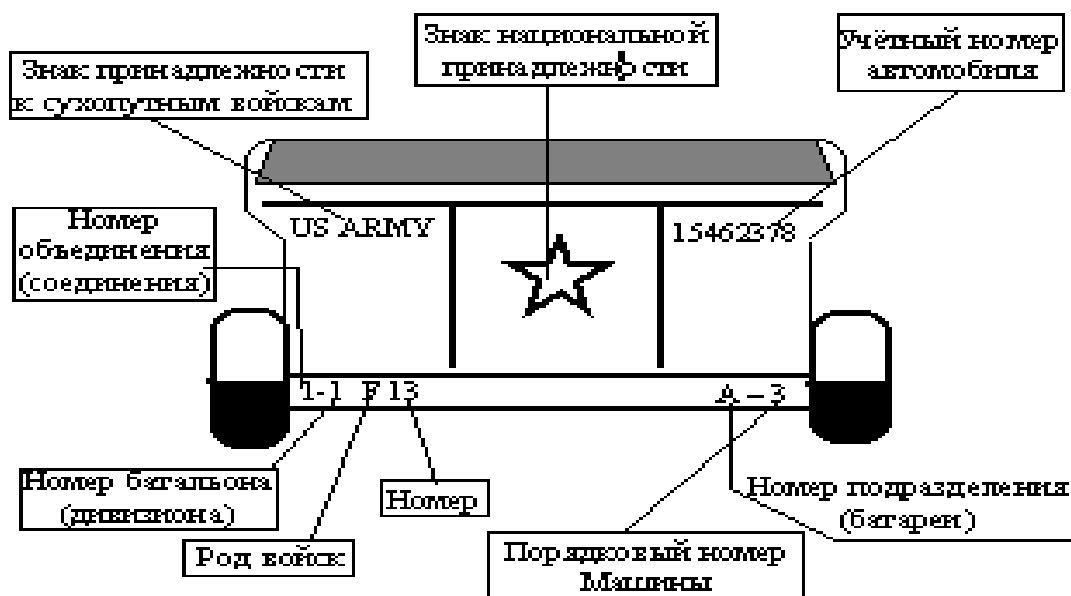 Знак национальной
принадлежности
Учётный номер
автомобиля
Знак принадлежности
к сухопутным войскам
Номер
объединения
(соединения)
US ARMY
15462378
1-1 F 13
A – 3
Номер батальона
(дивизиона)
Номер
Номер подразделения
(батареи)
Род войск
Порядковый номер
Машины